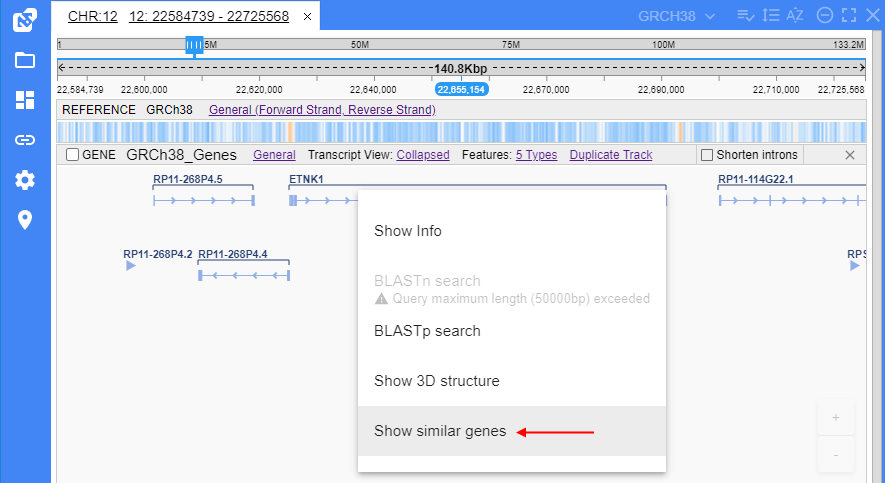 CHR:12 12: 22584739 - 22725568 GRCH38
1 25M 50M 75M 100M 133.2M
140.8Kbp
22,584,739 22,600,000 22,620,000 22,640,000 22,655,154 22,670,000 22,690,000 22,710,000 22,725,568
REFERENCE GRCh38 General (Forward Strand, Reverse Strand)
GENE GRCh38_Genes General Transcript View: Collapsed Features: 5 Types Duplicate Track Shorten introns
RP11-268P4.5 ETNK1 RP11-114G22.1
RP11-268P4.2 RP11-268P4.4 RPS
Show Info
BLASTn search
Query maximum length (50000bp) exceeded
BLASTp search
Show 3D structure
Show similar genes
+
-